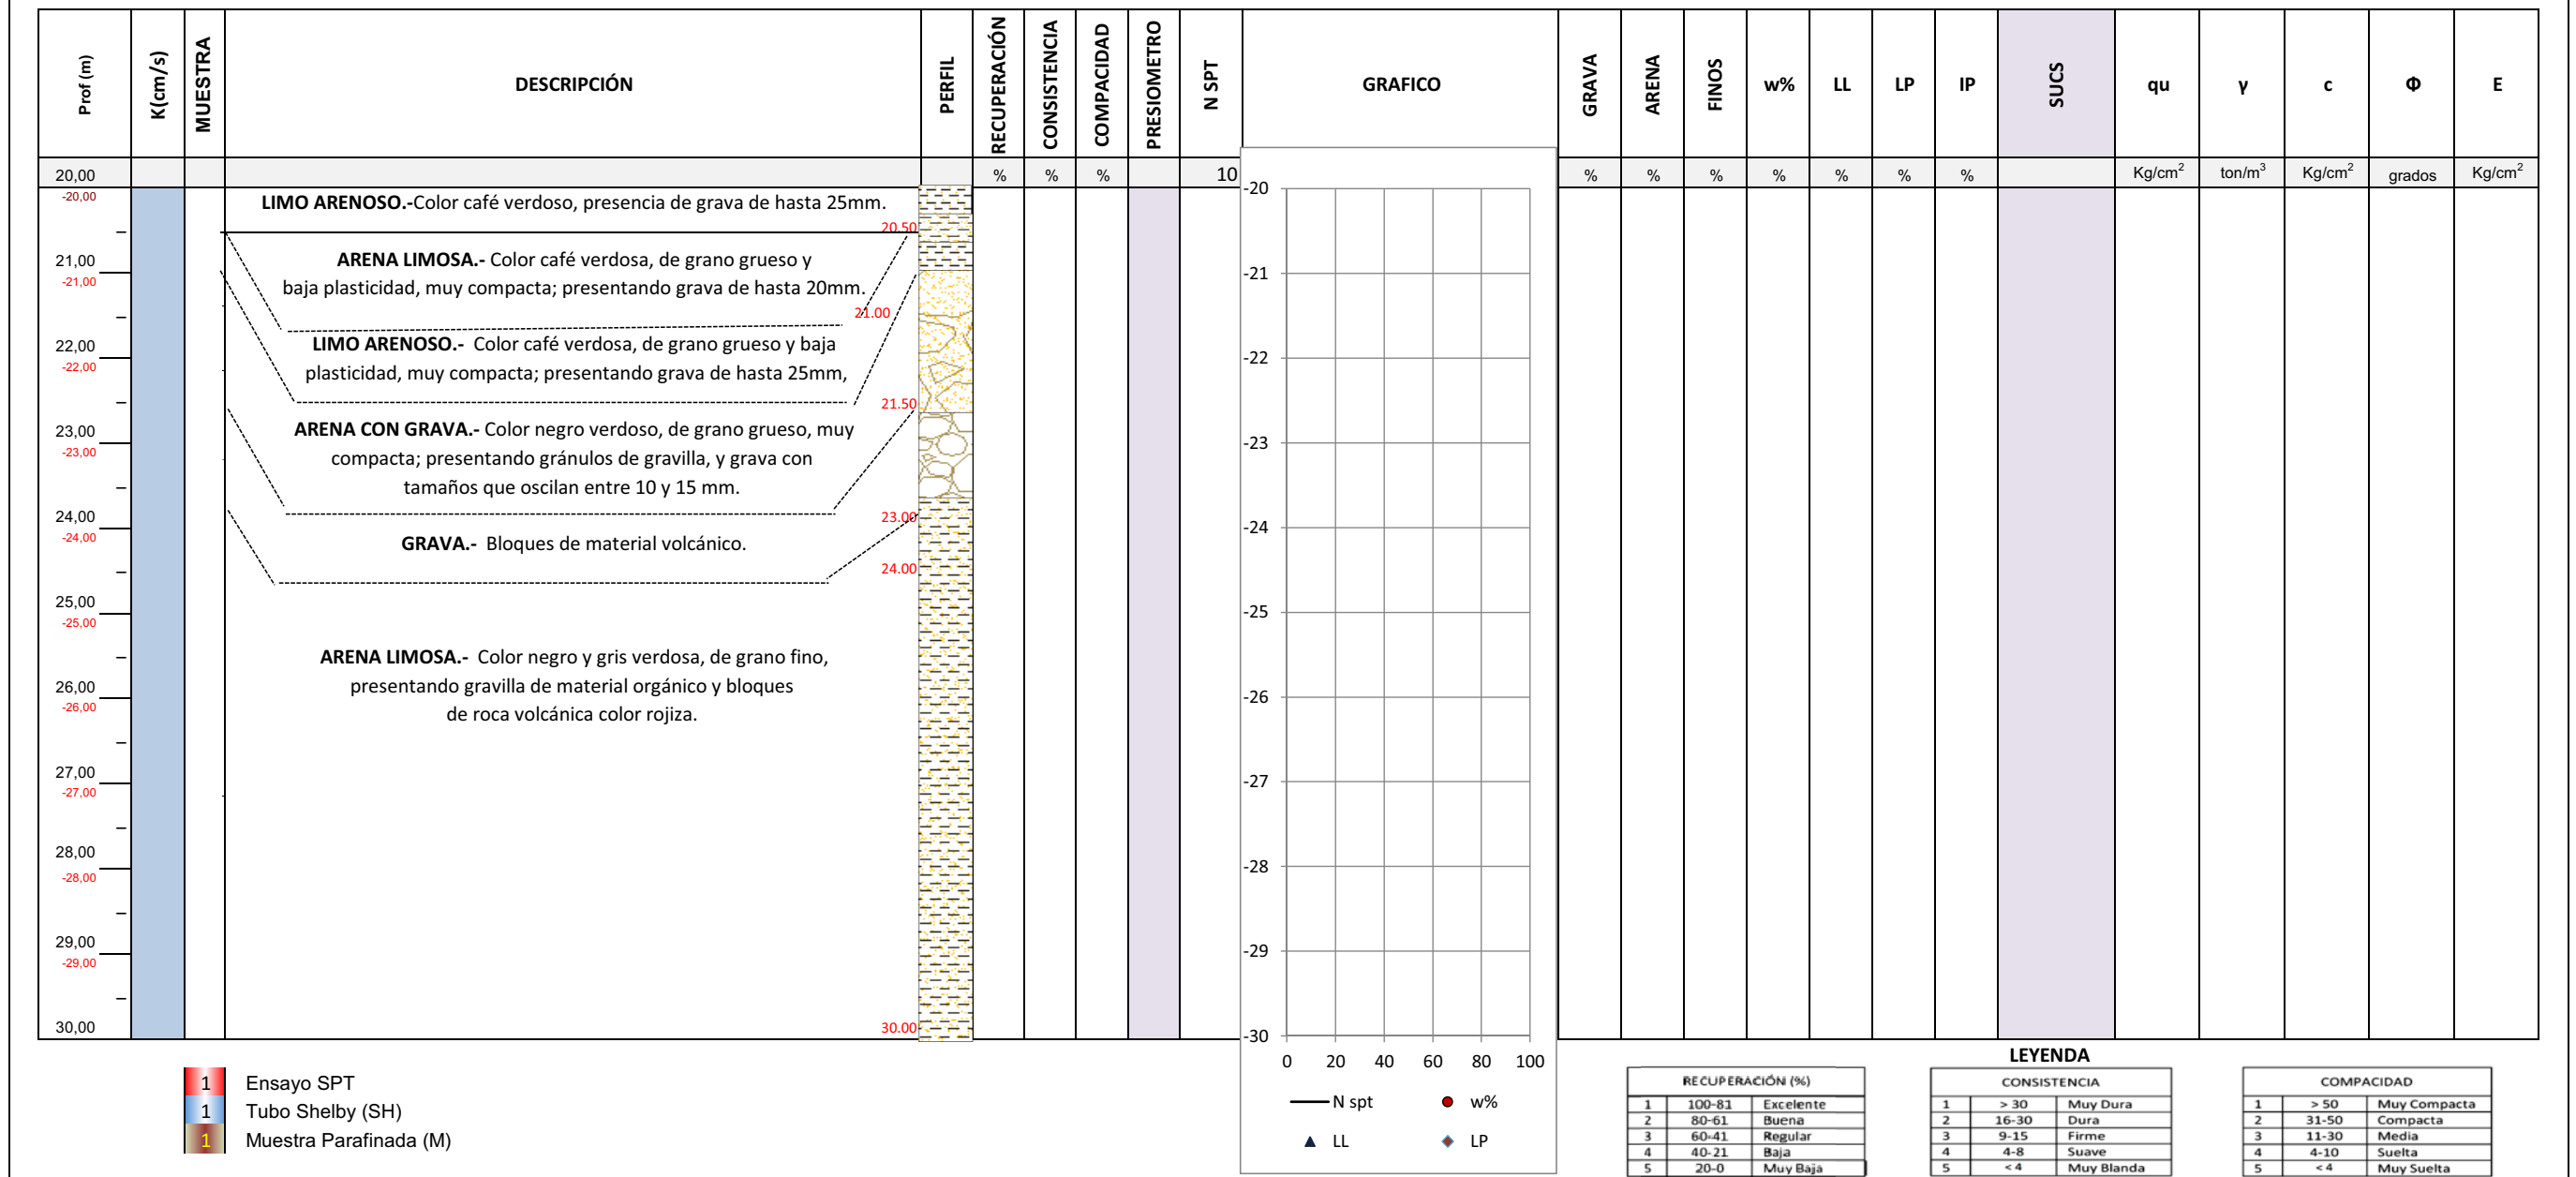 Prof (m)
K(cm/s)
MUESTRA
DESCRIPCIÓN
PERFIL
RECUPERACIÓN
CONSISTENCIA
COMPACIDAD
PRESIOMETRO
N SPT
GRAFICO
GRAVA
ARENA
FINOS
w%
LL
LP
IP
SUCS
qu
γ
c
Φ
E
20,00
% % % 10 % % % % % % % Kg/cm² ton/m³ Kg/cm² grados Kg/cm²
-20,00
LIMO ARENOSO.-Color café verdoso, presencia de grava de hasta 25mm.
20.50
21,00
-21,00
ARENA LIMOSA.- Color café verdosa, de grano grueso y
baja plasticidad, muy compacta; presentando grava de hasta 20mm.
21.00
22,00
-22,00
LIMO ARENOSO.- Color café verdosa, de grano grueso y baja
plasticidad, muy compacta; presentando grava de hasta 25mm,
21.50
23,00
-23,00
ARENA CON GRAVA.- Color negro verdoso, de grano grueso, muy
compacta; presentando gránulos de gravilla, y grava con
tamaños que oscilan entre 10 y 15 mm.
23.00
24,00
-24,00
GRAVA.- Bloques de material volcánico.
24.00
25,00
-25,00
ARENA LIMOSA.- Color negro y gris verdosa, de grano fino,
presentando gravilla de material orgánico y bloques
de roca volcánica color rojiza.
26,00
-26,00
27,00
-27,00
28,00
-28,00
29,00
-29,00
30,00
30.00
-20
-21
-22
-23
-24
-25
-26
-27
-28
-29
-30
0 20 40 60 80 100
N spt w%
LL LP
1 Ensayo SPT
1 Tubo Shelby (SH)
1 Muestra Parafinada (M)
LEYENDA
RECUPERACIÓN (%)
1 100-81 Excelente
2 80-61 Buena
3 60-41 Regular
4 40-21 Baja
5 20-0 Muy Baja
CONSISTENCIA
1 > 30 Muy Dura
2 16-30 Dura
3 9-15 Firme
4 4-8 Suave
5 < 4 Muy Blanda
COMPACIDAD
1 > 50 Muy Compacta
2 31-50 Compacta
3 11-30 Media
4 4-10 Suelta
5 < 4 Muy Suelta